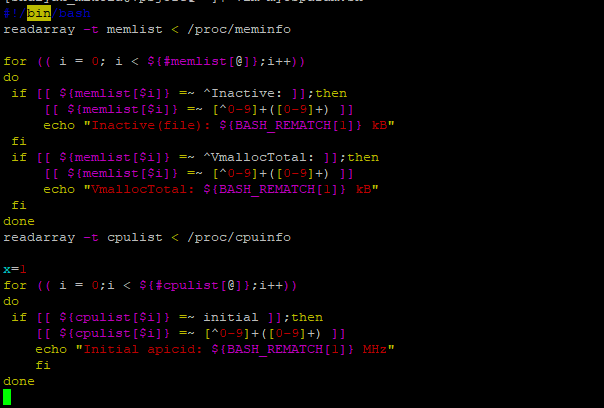 #!/bin/bash
readarray -t memlist < /proc/meminfo
for (( i = 0; i < ${#memlist[@]};i++))
do
if [[ ${memlist[$i]} =~ ^Inactive: ]];then
[[ ${memlist[$i]} =~ [^0-9]+([0-9]+) ]]
echo "Inactive(file): ${BASH_REMATCH[1]} kB"
fi
if [[ ${memlist[$i]} =~ ^VmallocTotal: ]];then
[[ ${memlist[$i]} =~ [^0-9]+([0-9]+) ]]
echo "VmallocTotal: ${BASH_REMATCH[1]} kB"
fi
done
readarray -t cpulist < /proc/cpuinfo
x=1
for (( i = 0;i < ${#cpulist[@]};i++))
do
if [[ ${cpulist[$i]} =~ initial ]];then
[[ ${cpulist[$i]} =~ [^0-9]+([0-9]+) ]]
echo "Initial apicid: ${BASH_REMATCH[1]} MHz"
fi
done